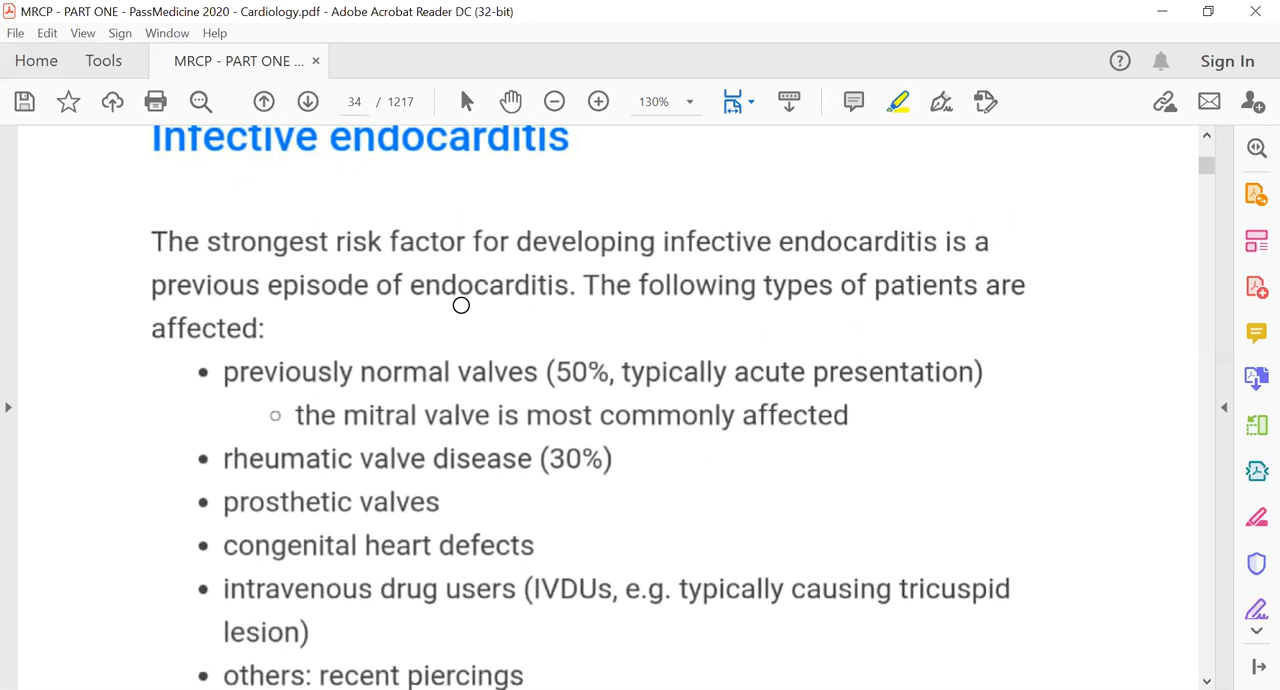 MRCP - PART ONE - PassMedicine 2020 - Cardiology.pdf - Adobe Acrobat Reader DC (32-bit)
File Edit View Sign Window Help
Home Tools MRCP - PART ONE ... × Sign In
34 / 1217 130%
Infective endocarditis
The strongest risk factor for developing infective endocarditis is a
previous episode of endocarditis. The following types of patients are
affected:
• previously normal valves (50%, typically acute presentation)
○ the mitral valve is most commonly affected
• rheumatic valve disease (30%)
• prosthetic valves
• congenital heart defects
• intravenous drug users (IVDUs, e.g. typically causing tricuspid
lesion)
• others: recent piercings